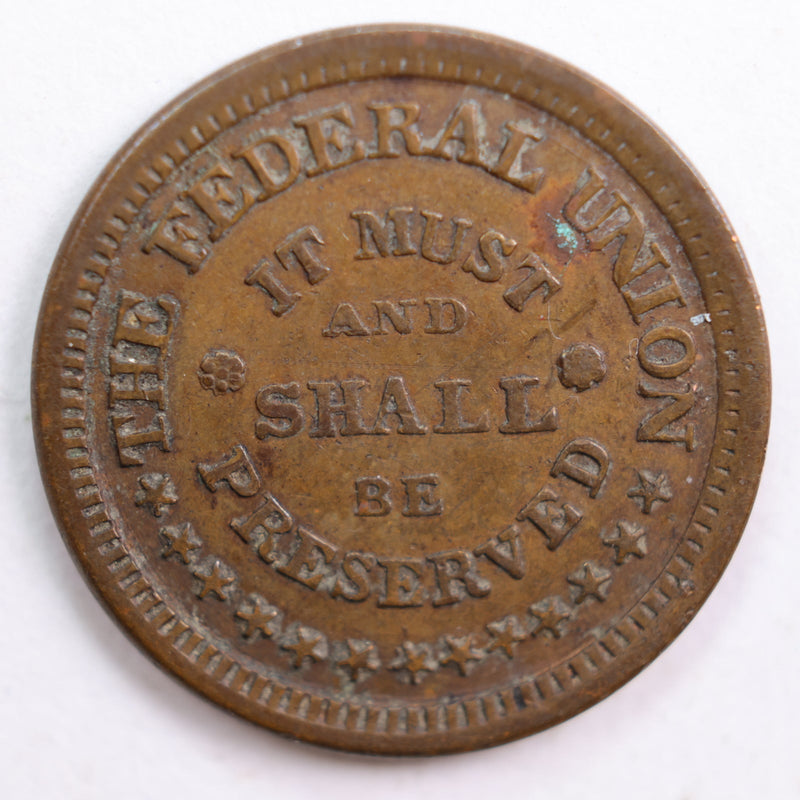 THE FEDERAL UNION
IT MUST
AND
SHALL
BE
PRESERVED